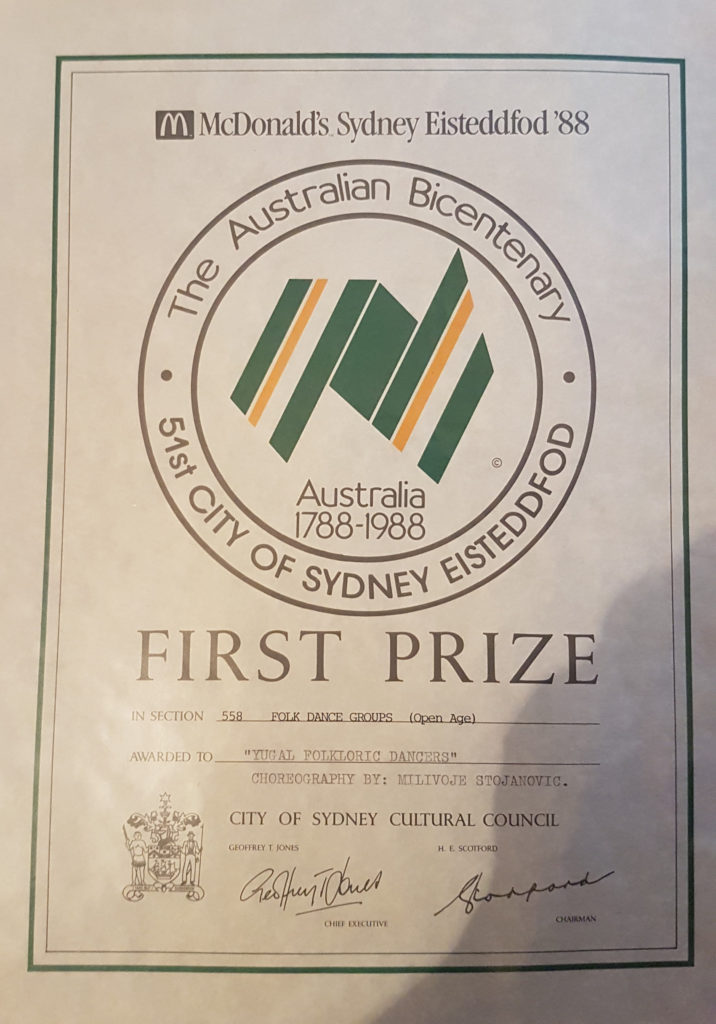 McDonald's Sydney Eisteddfod '88
The Australian Bicentenary
Australia
1788-1988
©
51st CITY OF SYDNEY EISTEDDFOD
FIRST PRIZE
IN SECTION 558 FOLK DANCE GROUPS (Open Age)
AWARDED TO "YUGAL FOLKLORIC DANCERS"
CHOREOGRAPHY BY: MILIVOJE STOJANOVIC.
CITY OF SYDNEY CULTURAL COUNCIL
GEOFFREY T. JONES H. E. SCOTFORD
Geoffrey T Jones
CHIEF EXECUTIVE
CHAIRMAN